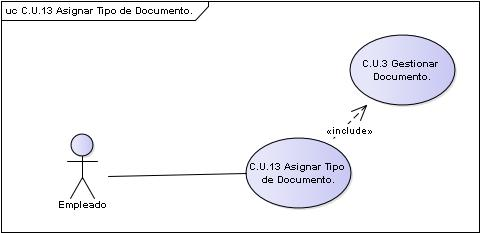 uc C.U.13 Asignar Tipo de Documento.
C.U.3 Gestionar
Documento.
«include»
C.U.13 Asignar Tipo
de Documento.
Empleado